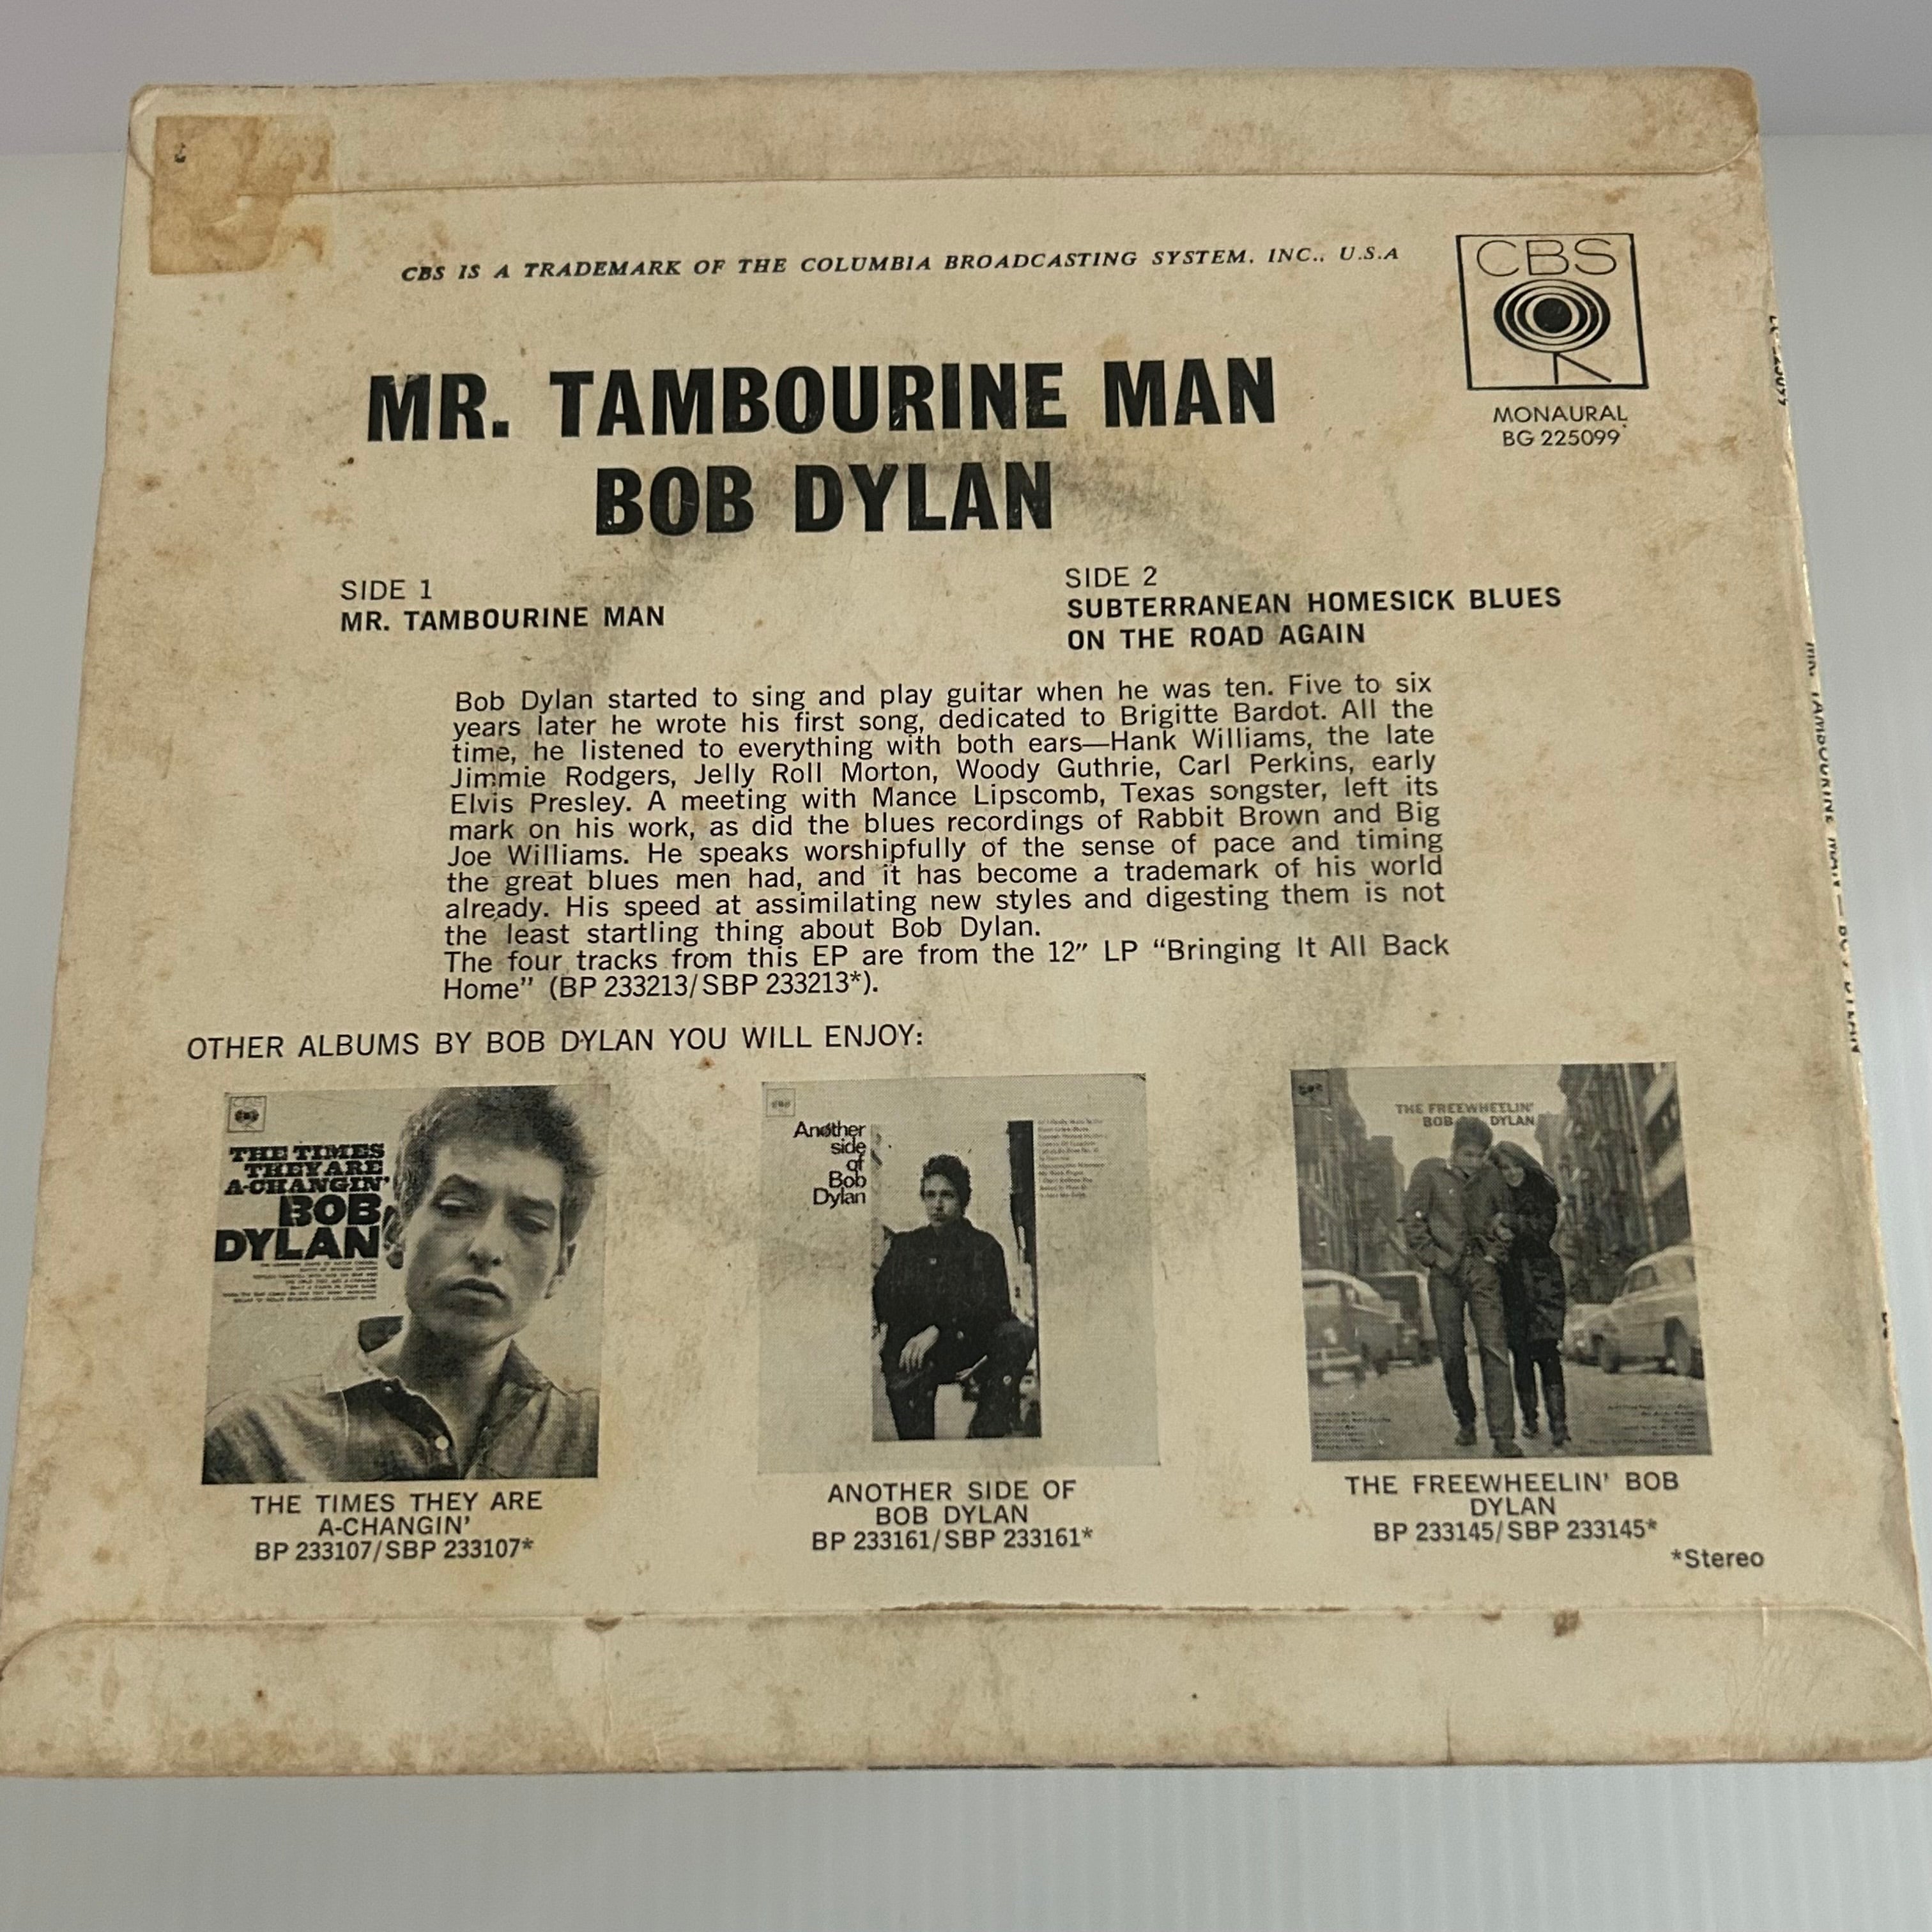 CBS IS A TRADEMARK OF THE COLUMBIA BROADCASTING SYSTEM. INC., U.S.A
CBS
MONAURAL
BG 225099
MR. TAMBOURINE MAN
BOB DYLAN
SIDE 1
MR. TAMBOURINE MAN
SIDE 2
SUBTERRANEAN HOMESICK BLUES
ON THE ROAD AGAIN
Bob Dylan started to sing and play guitar when he was ten. Five to six
years later he wrote his first song, dedicated to Brigitte Bardot. All the
time, he listened to everything with both ears—Hank Williams, the late
Jimmie Rodgers, Jelly Roll Morton, Woody Guthrie, Carl Perkins, early
Elvis Presley. A meeting with Mance Lipscomb, Texas songster, left its
mark on his work, as did the blues recordings of Rabbit Brown and Big
Joe Williams. He speaks worshipfully of the sense of pace and timing
the great blues men had, and it has become a trademark of his world
already. His speed at assimilating new styles and digesting them is not
the least startling thing about Bob Dylan.
The four tracks from this EP are from the 12″ LP “Bringing It All Back
Home” (BP 233213/SBP 233213*).
OTHER ALBUMS BY BOB DYLAN YOU WILL ENJOY:
CBS
THE TIMES
THEY ARE
A-CHANGIN'
BOB
DYLAN
THE TIMES THEY ARE
A-CHANGIN'
BP 233107/SBP 233107*
Another
side
of
Bob
Dylan
ANOTHER SIDE OF
BOB DYLAN
BP 233161/SBP 233161*
THE FREEWHEELIN'
BOB DYLAN
THE FREEWHEELIN' BOB
DYLAN
BP 233145/SBP 233145*
*Stereo
MR. TAMBOURINE MAN — BOB DYLAN